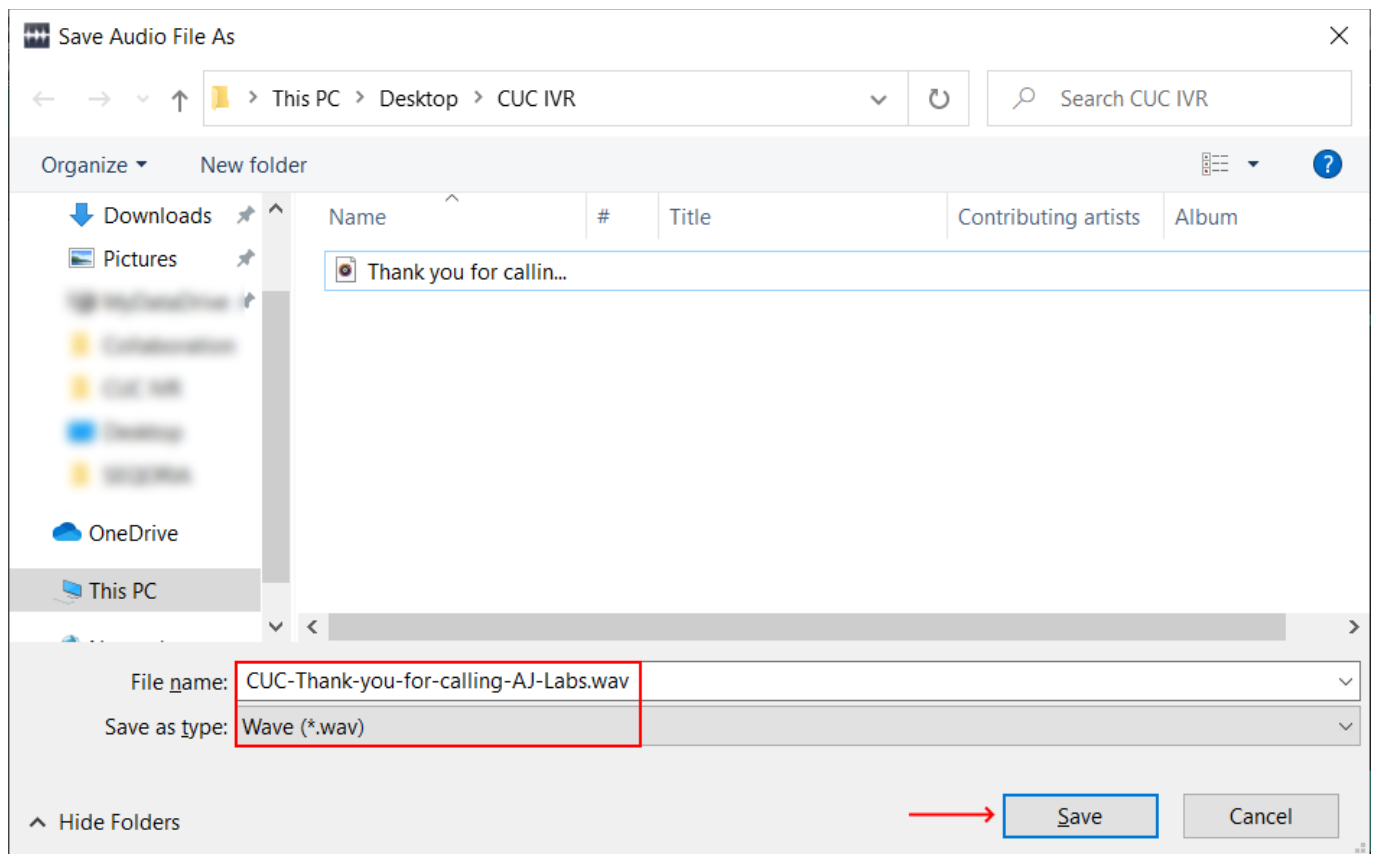 Save Audio File As
This PC > Desktop > CUC IVR
Search CUC IVR
Organize
New folder
?
Name # Title Contributing artists Album
Downloads
Pictures
Thank you for callin...
OneDrive
This PC
File name: CUC-Thank-you-for-calling-AJ-Labs.wav
Save as type: Wave (*.wav)
Hide Folders
Save
Cancel